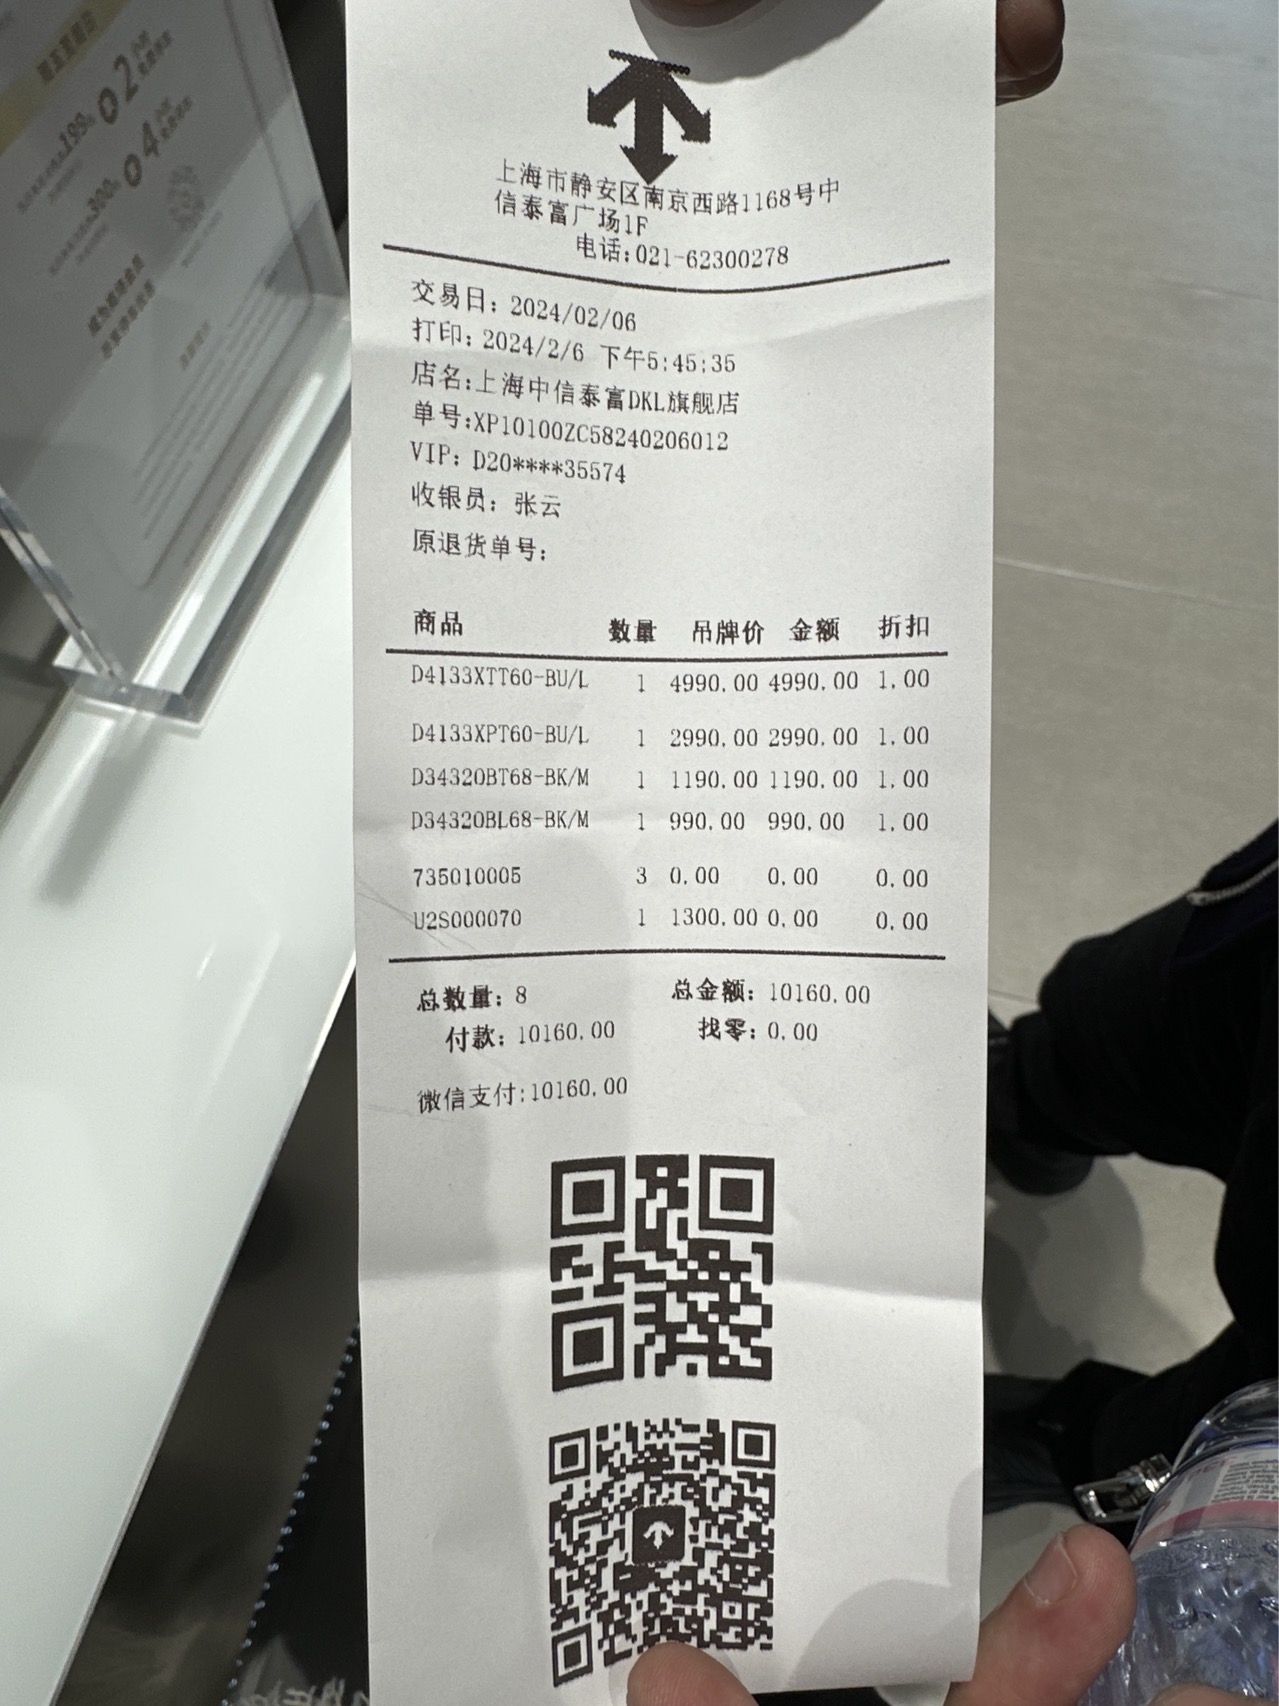 上海市静安区南京西路1168号中
信泰富广场1F
电话:021-62300278
交易日: 2024/02/06
打印: 2024/2/6 下午5:45:35
店名:上海中信泰富DKL旗舰店
单号:XP10100ZC58240206012
VIP: D20****35574
收银员: 张云
原退货单号:
商品 数量 吊牌价 金额 折扣
D4133XTT60-BU/L 1 4990.00 4990.00 1.00
D4133XPT60-BU/L 1 2990.00 2990.00 1.00
D34320BT68-BK/M 1 1190.00 1190.00 1.00
D34320BL68-BK/M 1 990.00 990.00 1.00
735010005 3 0.00 0.00 0.00
U2S000070 1 1300.00 0.00 0.00
总数量: 8 总金额: 10160.00
付款: 10160.00 找零: 0.00
微信支付:10160.00